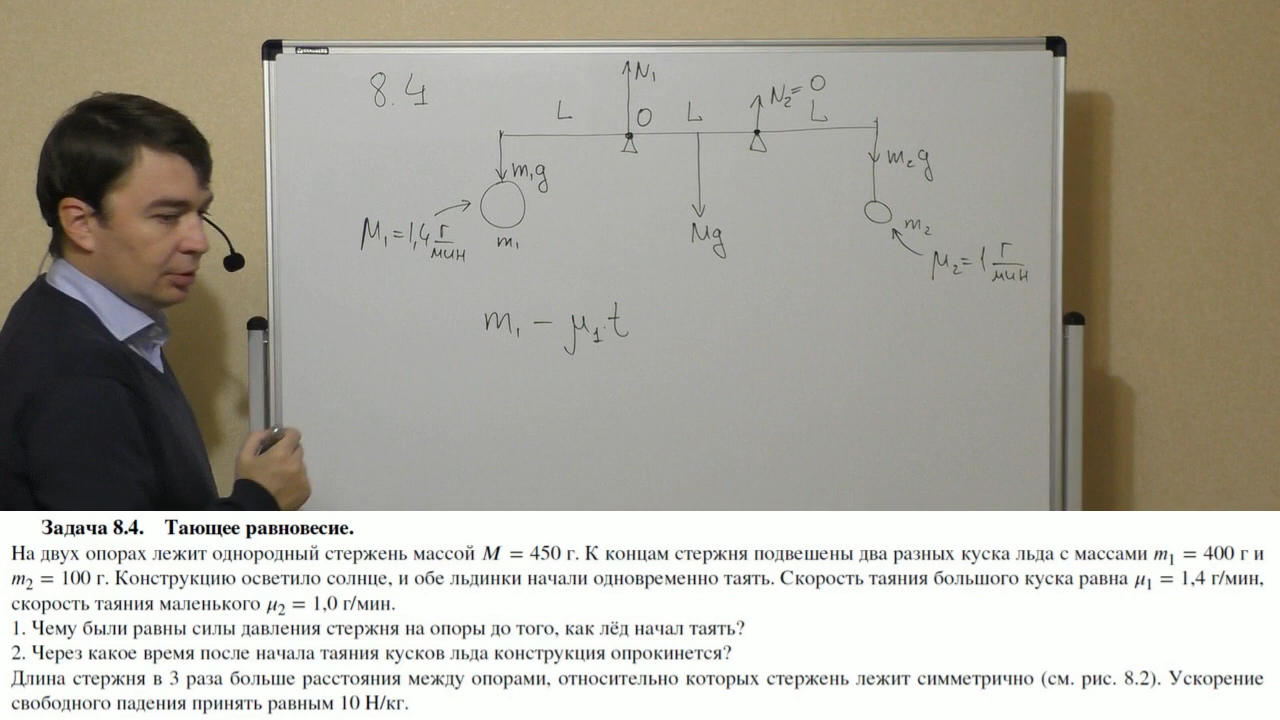 8.4
N₁
L
O
L
N₂=0
L
m₁g
m₂g
M₁=1,4 г/мин
m₁
Mg
m₂
μ₂=1 г/мин
m₁ − μ₁·t
Задача 8.4. Тающее равновесие.
На двух опорах лежит однородный стержень массой M = 450 г. К концам стержня подвешены два разных куска льда с массами m₁ = 400 г и
m₂ = 100 г. Конструкцию осветило солнце, и обе льдинки начали одновременно таять. Скорость таяния большого куска равна μ₁ = 1,4 г/мин,
скорость таяния маленького μ₂ = 1,0 г/мин.
1. Чему были равны силы давления стержня на опоры до того, как лёд начал таять?
2. Через какое время после начала таяния кусков льда конструкция опрокинется?
Длина стержня в 3 раза больше расстояния между опорами, относительно которых стержень лежит симметрично (см. рис. 8.2). Ускорение
свободного падения принять равным 10 Н/кг.